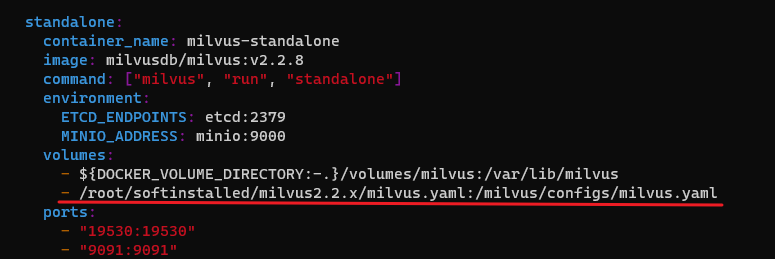 standalone:
container_name: milvus-standalone
image: milvusdb/milvus:v2.2.8
command: ["milvus", "run", "standalone"]
environment:
ETCD_ENDPOINTS: etcd:2379
MINIO_ADDRESS: minio:9000
volumes:
- ${DOCKER_VOLUME_DIRECTORY:-.}/volumes/milvus:/var/lib/milvus
- /root/softinstalled/milvus2.2.x/milvus.yaml:/milvus/configs/milvus.yaml
ports:
- "19530:19530"
- "9091:9091"